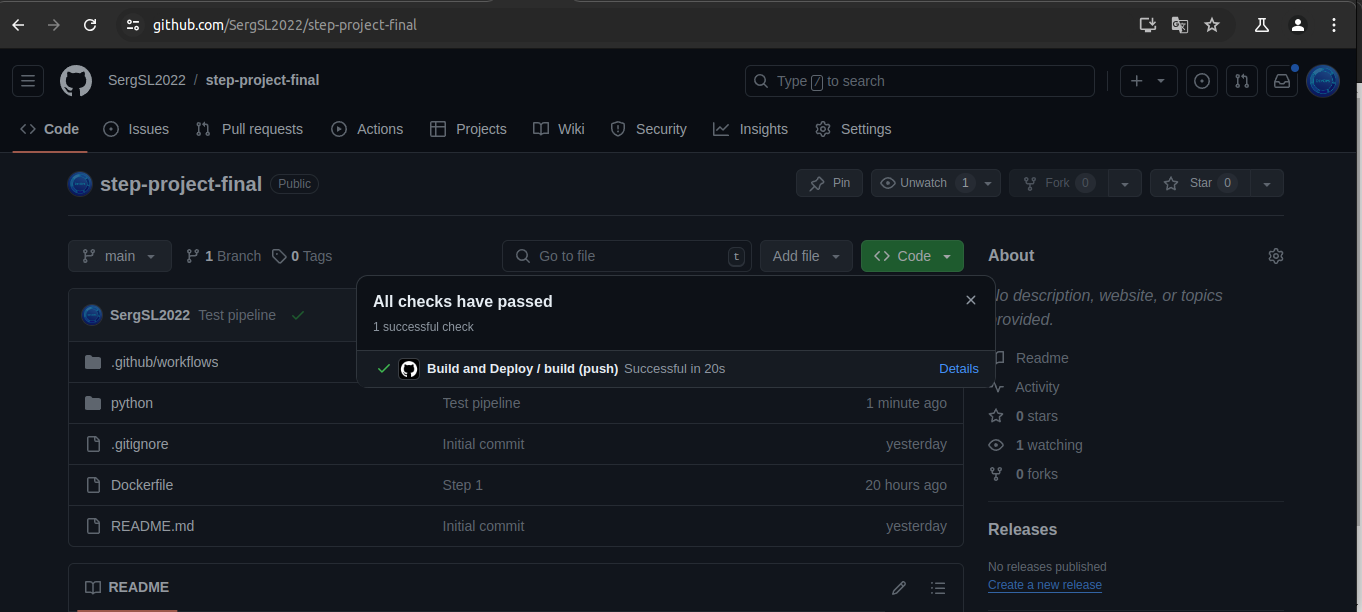 github.com/SergSL2022/step-project-final
SergSL2022 / step-project-final
Type / to search
Code Issues Pull requests Actions Projects Wiki Security Insights Settings
step-project-final Public
Pin Unwatch 1 Fork 0 Star 0
main 1 Branch 0 Tags Go to file t Add file Code
About
All checks have passed
1 successful check
No description, website, or topics
provided.
SergSL2022 Test pipeline
Build and Deploy / build (push) Successful in 20s Details
.github/workflows
Readme
Activity
python Test pipeline 1 minute ago
0 stars
.gitignore Initial commit yesterday
1 watching
0 forks
Dockerfile Step 1 20 hours ago
README.md Initial commit yesterday
Releases
No releases published
Create a new release
README